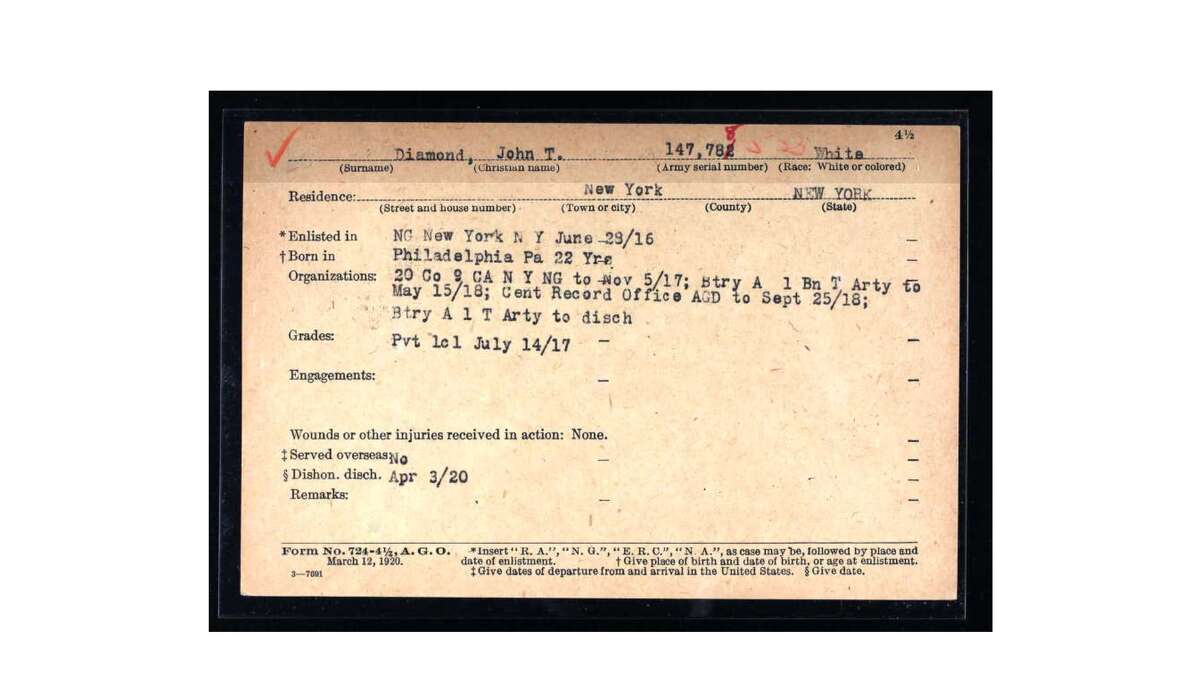 4½
Diamond, John T. 147,782 8 White
(Surname) (Christian name) (Army serial number) (Race: White or colored)
Residence: New York NEW YORK
(Street and house number) (Town or city) (County) (State)
*Enlisted in NG New York N Y June 28/16 —
†Born in Philadelphia Pa 22 Yrs —
Organizations: 20 Co 9 CA N Y NG to Nov 5/17; Btry A 1 Bn T Arty to
May 15/18; Cent Record Office AGD to Sept 25/18;
Btry A 1 T Arty to disch
Grades: Pvt 1cl July 14/17 — —
Engagements: — —
Wounds or other injuries received in action: None. —
‡Served overseas: No — —
§Dishon. disch. Apr 3/20 —
Remarks: — —
Form No. 724-4½, A. G. O. *Insert "R. A.", "N. G.", "E. R. C.", "N. A.", as case may be, followed by place and
March 12, 1920. date of enlistment. †Give place of birth and date of birth, or age at enlistment.
3—7691 ‡Give dates of departure from and arrival in the United States. §Give date.